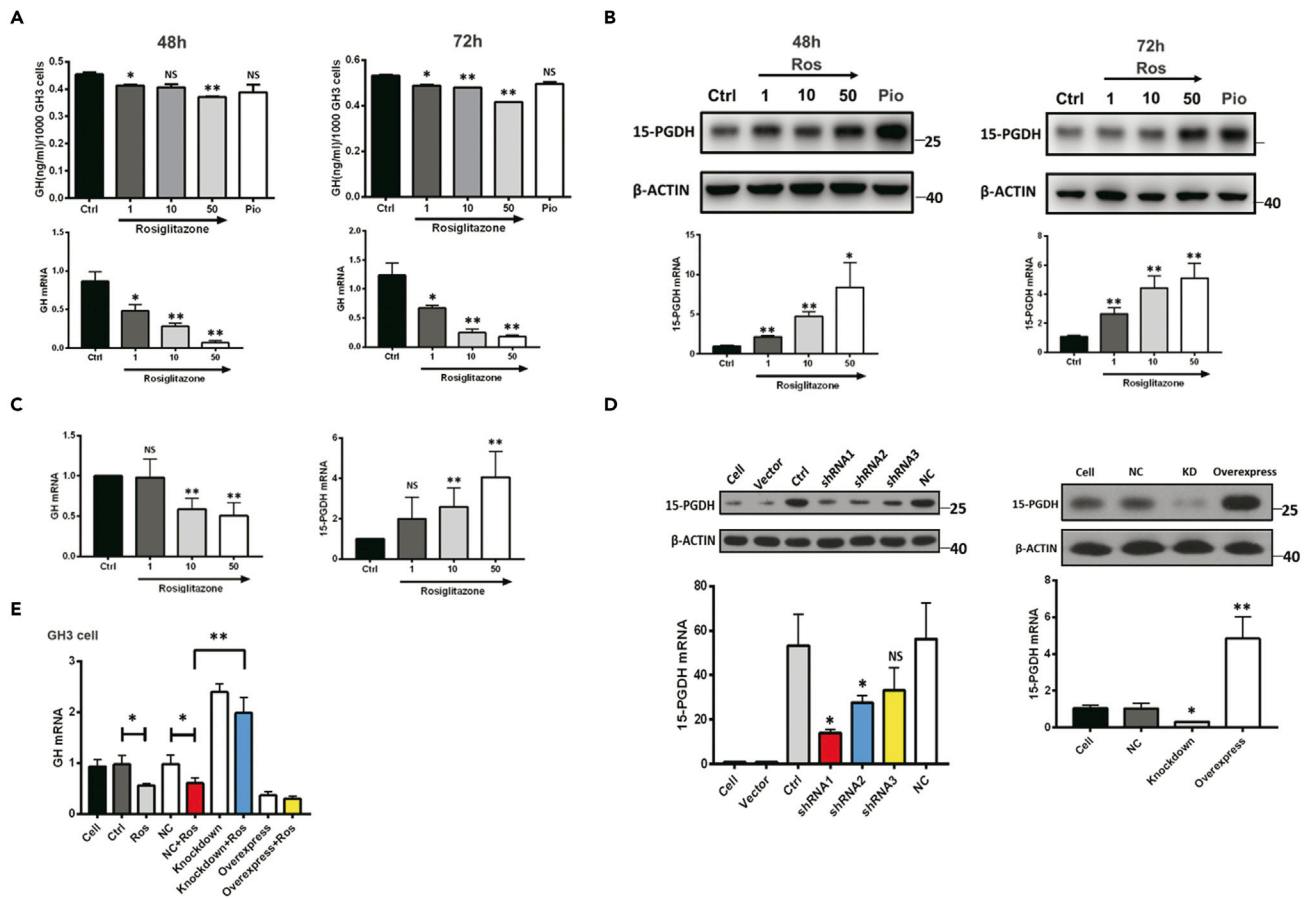 A
48h
GH(ng/ml)/1000 GH3 cells
0.5
0.4
0.3
0.2
0.1
0.0
*
NS
**
NS
Ctrl 1 10 50 Pio
Rosiglitazone
72h
GH(ng/ml)/1000 GH3 cells
0.6
0.4
0.2
0.0
*
**
**
NS
Ctrl 1 10 50 Pio
Rosiglitazone
GH mRNA
1.5
1.0
0.5
0.0
*
**
**
Ctrl 1 10 50
Rosiglitazone
GH mRNA
2.0
1.5
1.0
0.5
0.0
*
**
**
Ctrl 1 10 50
Rosiglitazone
B
48h
Ros
Ctrl 1 10 50 Pio
15-PGDH
25
β-ACTIN
40
72h
Ros
Ctrl 1 10 50 Pio
15-PGDH
β-ACTIN
40
15-PGDH mRNA
15
10
5
0
**
**
*
Ctrl 1 10 50
Rosiglitazone
15-PGDH mRNA
8
6
4
2
0
**
**
**
Ctrl 1 10 50
Rosiglitazone
C
GH mRNA
1.5
1.0
0.5
0.0
NS
**
**
Ctrl 1 10 50
Rosiglitazone
15-PGDH mRNA
6
4
2
0
NS
**
**
Ctrl 1 10 50
Rosiglitazone
D
Cell Vector Ctrl shRNA1 shRNA2 shRNA3 NC
15-PGDH
25
β-ACTIN
40
15-PGDH mRNA
80
60
40
20
0
*
*
NS
Cell Vector Ctrl shRNA1 shRNA2 shRNA3 NC
Cell NC KD Overexpress
15-PGDH
25
β-ACTIN
40
15-PGDH mRNA
8
6
4
2
0
*
**
Cell NC Knockdown Overexpress
E
GH3 cell
GH mRNA
3
2
1
0
*
*
**
Cell Ctrl Ros NC NC+Ros Knockdown Knockdown+Ros Overexpress Overexpress+Ros